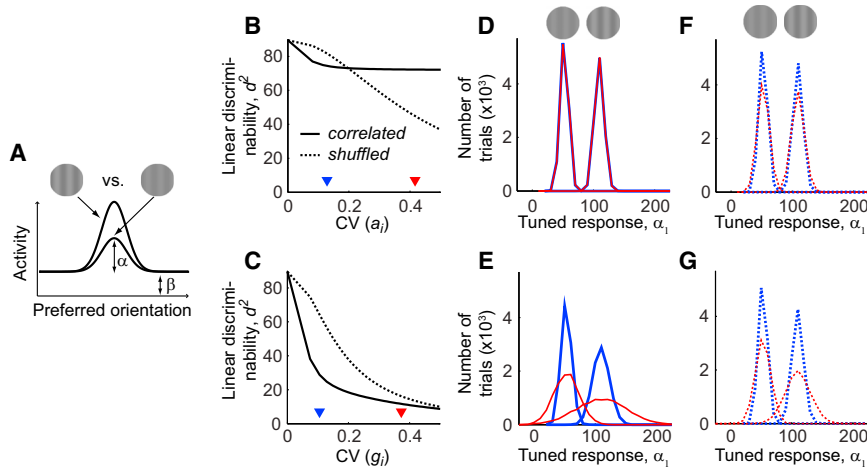 A
vs.
Activity
α
β
Preferred orientation
B
Linear discrimi-
nability, d²
80
60
40
20
0
correlated
shuffled
0
0.2
0.4
CV (aᵢ)
C
Linear discrimi-
nability, d²
80
60
40
20
0
0
0.2
0.4
CV (gᵢ)
D
Number of
trials (x10³)
4
2
0
0
100
200
Tuned response, α₁
E
Number of
trials (x10³)
4
2
0
0
100
200
Tuned response, α₁
F
4
2
0
0
100
200
Tuned response, α₁
G
4
2
0
0
100
200
Tuned response, α₁